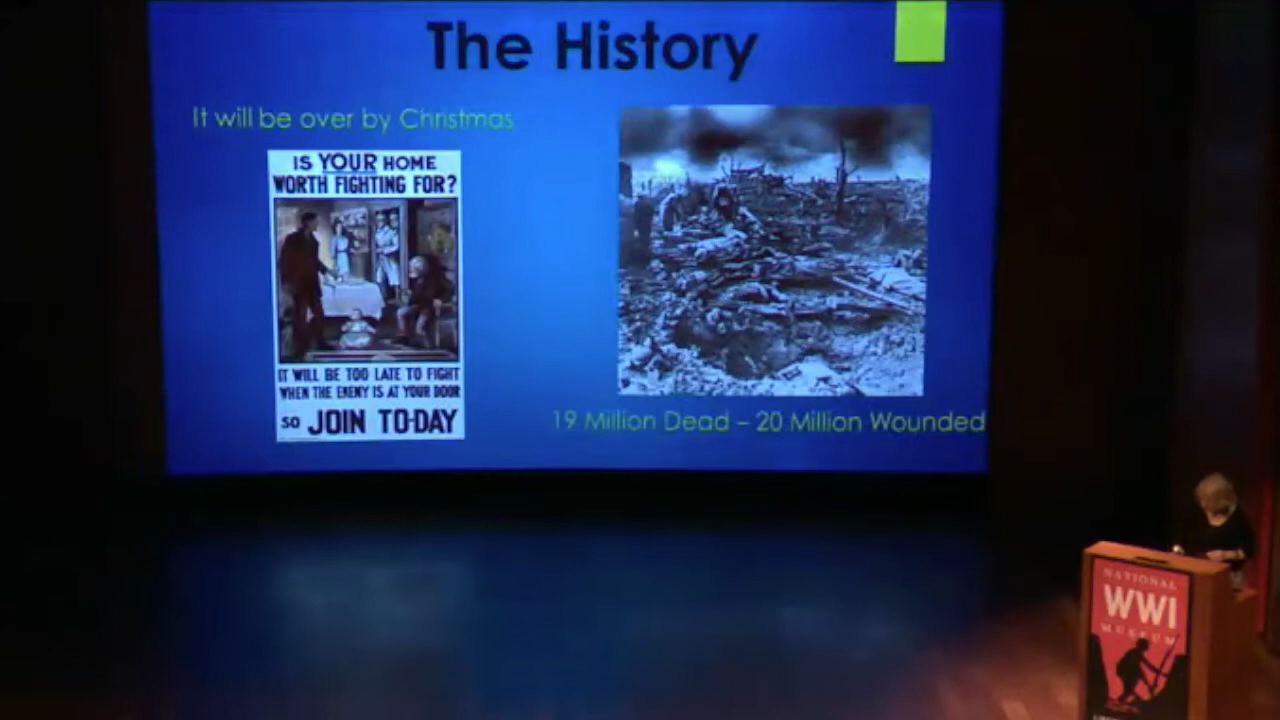 The History
It will be over by Christmas
IS YOUR HOME
WORTH FIGHTING FOR?
IT WILL BE TOO LATE TO FIGHT
WHEN THE ENEMY IS AT YOUR DOOR
SO JOIN TO-DAY
19 Million Dead – 20 Million Wounded
NATIONAL
WWI
MUSEUM